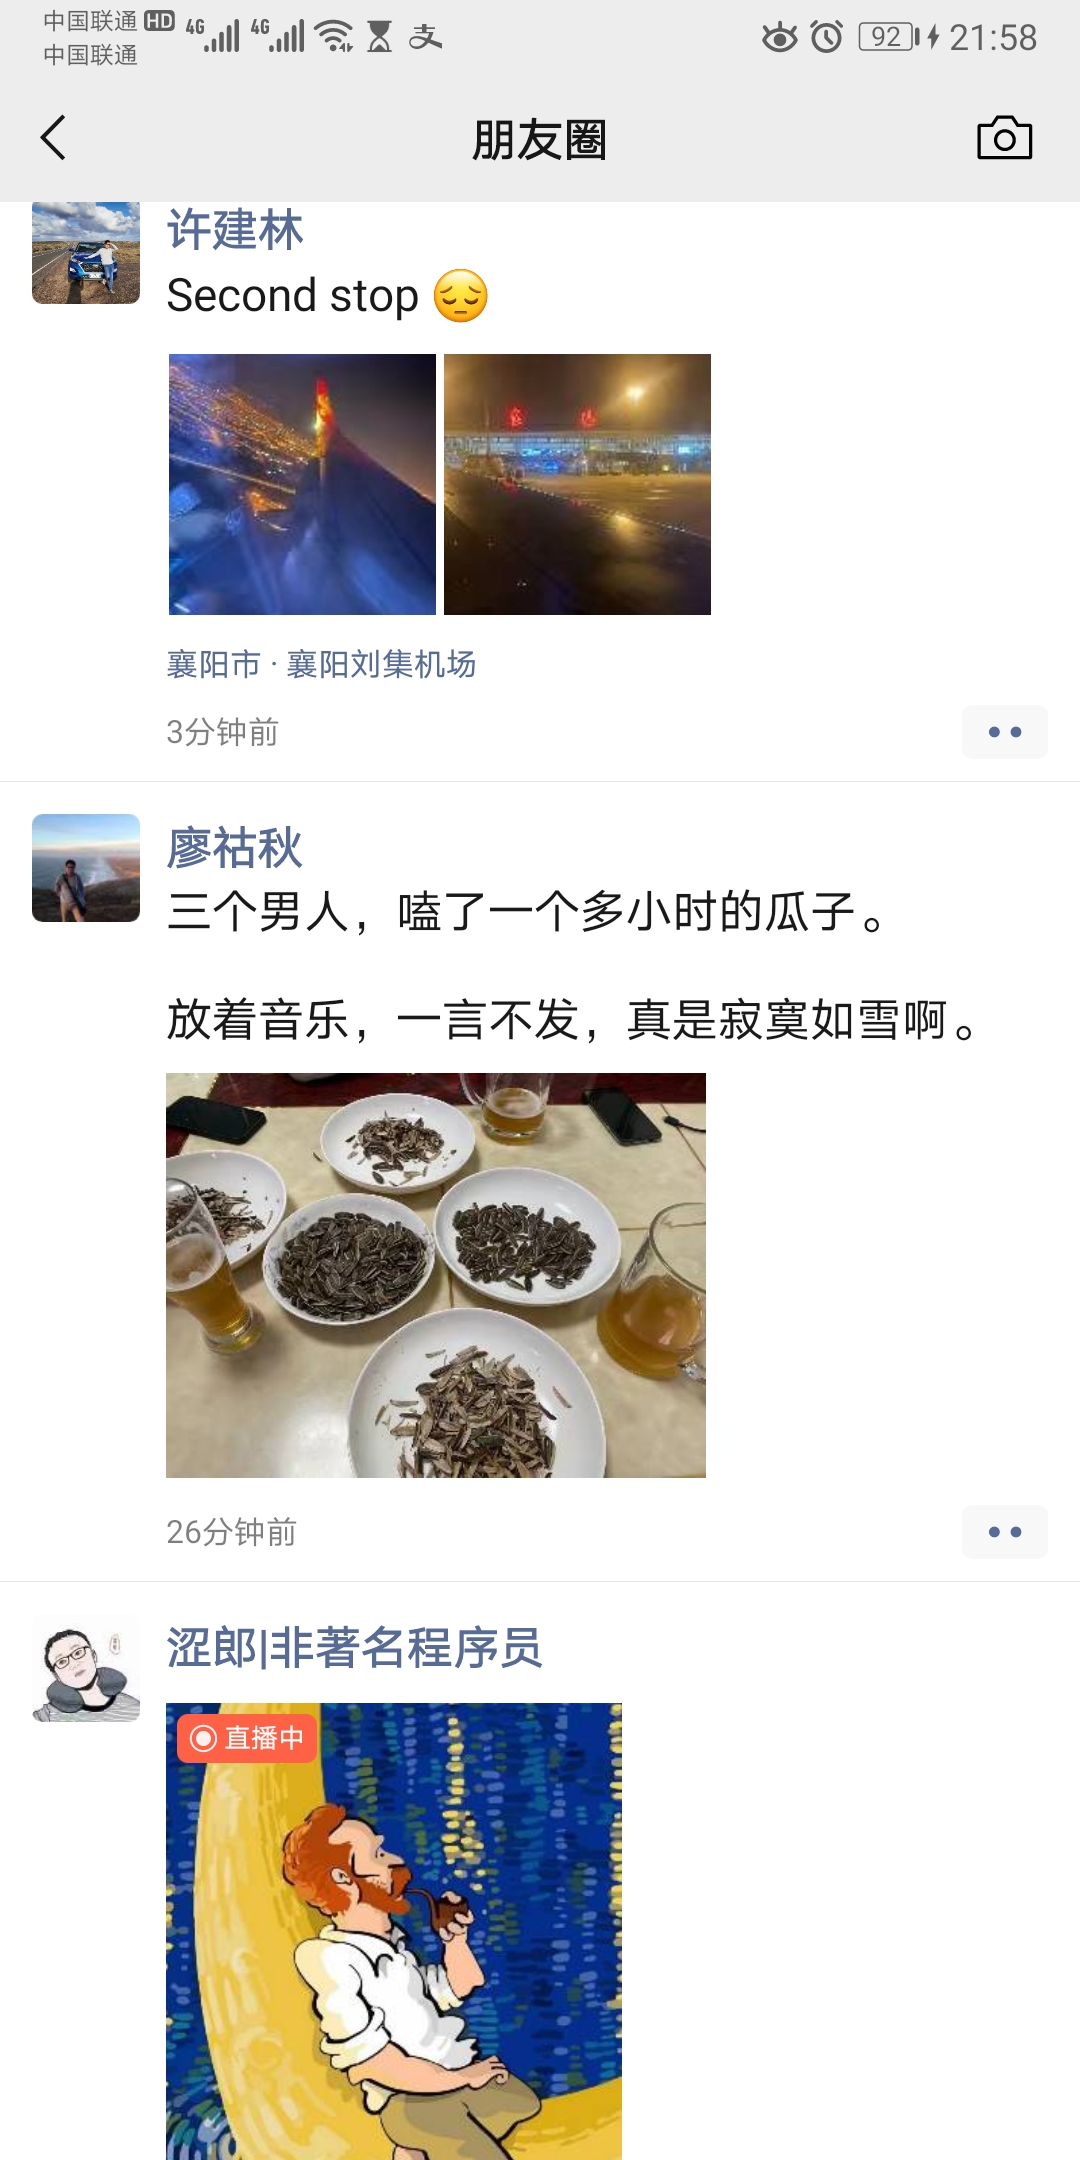 中国联通 HD 4G 4G 支 92 21:58
中国联通
朋友圈
许建林
Second stop 😔
襄阳市 · 襄阳刘集机场
3分钟前
廖祜秋
三个男人，嗑了一个多小时的瓜子。
放着音乐，一言不发，真是寂寞如雪啊。
26分钟前
涩郎|非著名程序员
直播中